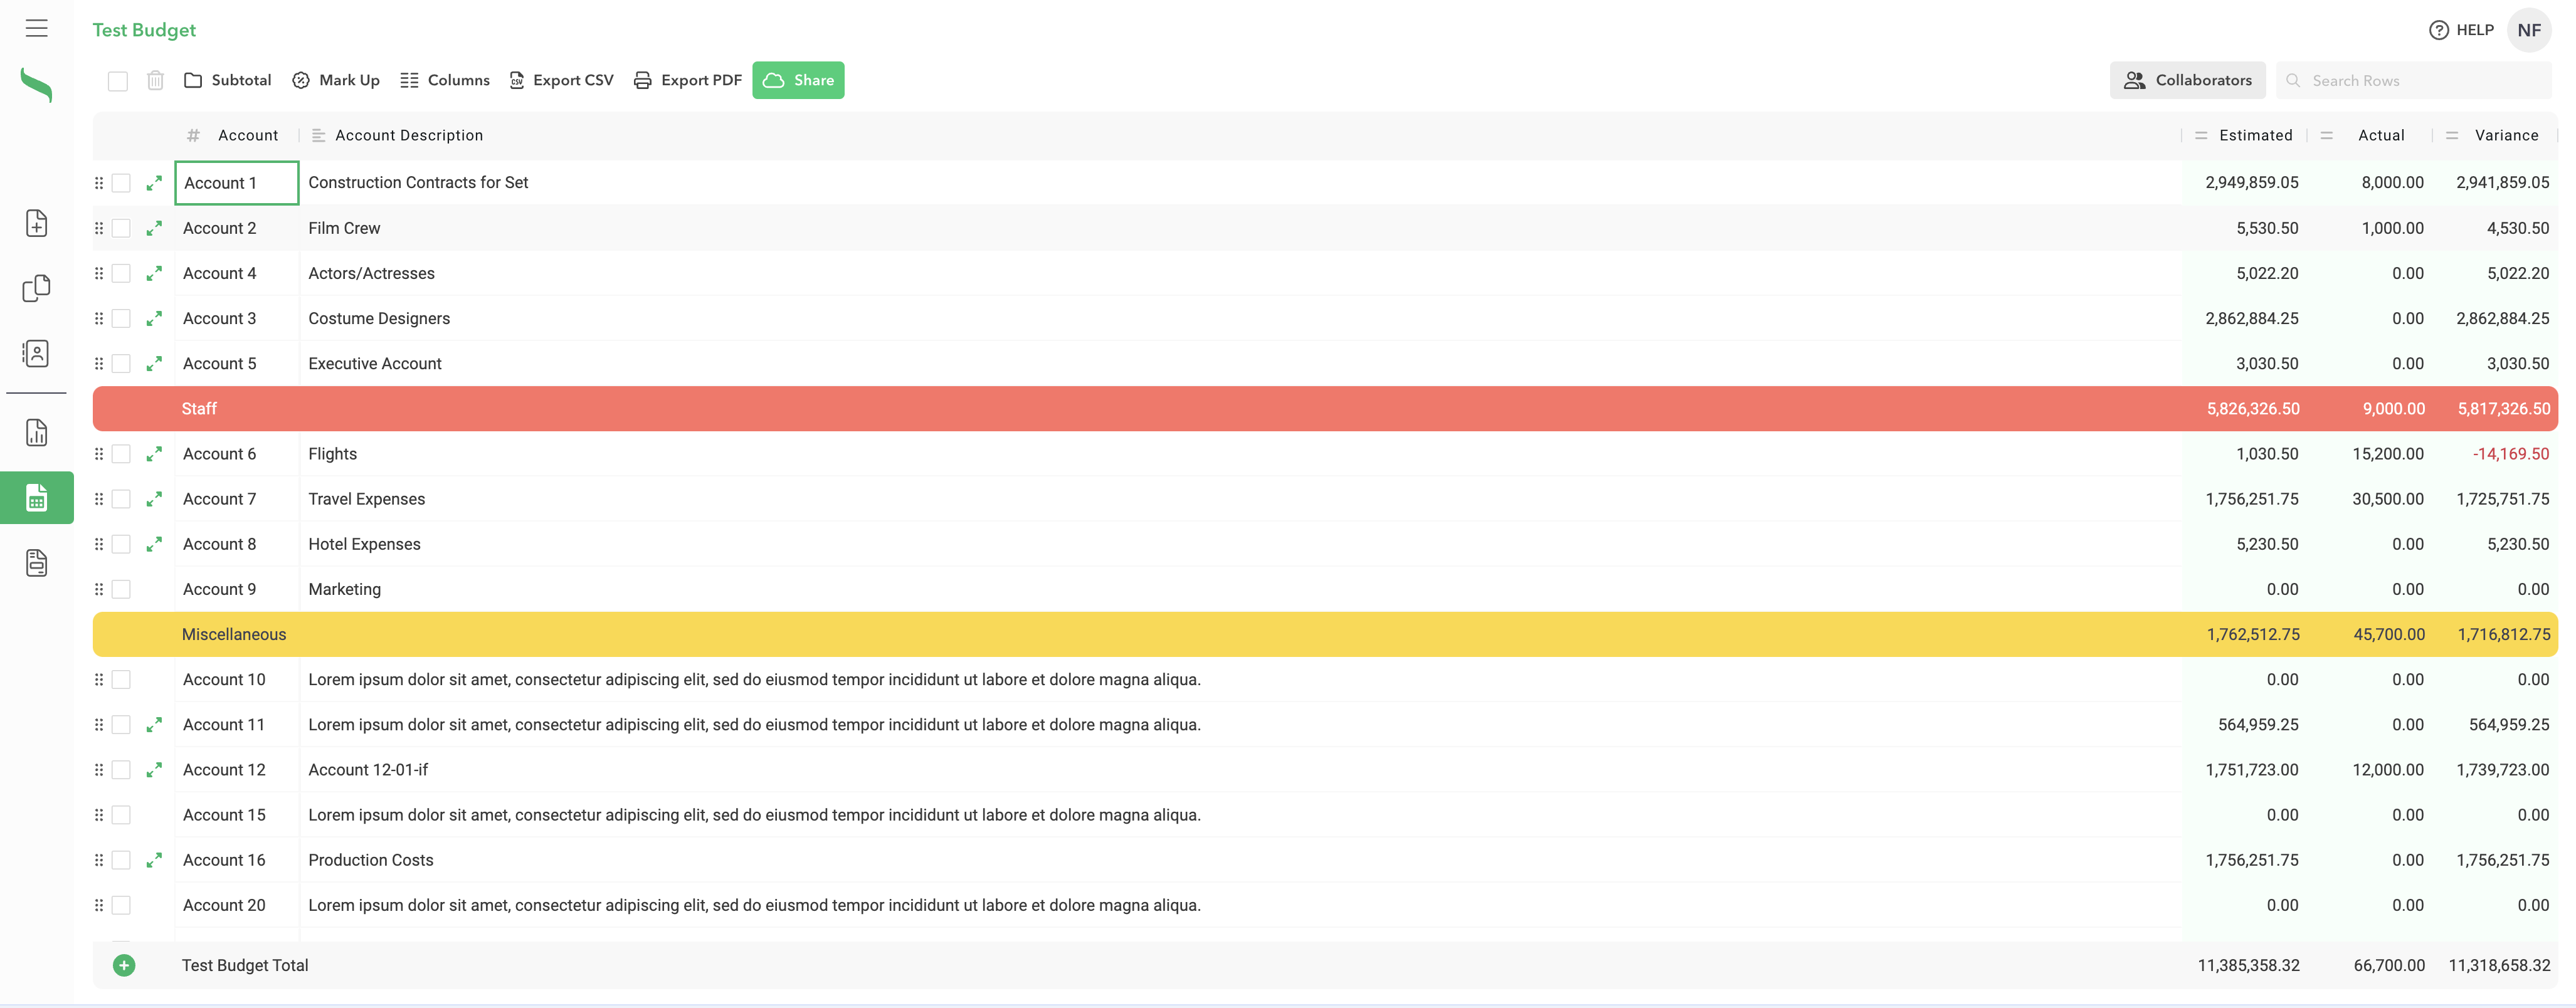 Test Budget
HELP NF
Subtotal Mark Up Columns CSV Export CSV Export PDF Share Collaborators Search Rows
# Account Account Description Estimated Actual Variance
Account 1 Construction Contracts for Set 2,949,859.05 8,000.00 2,941,859.05
Account 2 Film Crew 5,530.50 1,000.00 4,530.50
Account 4 Actors/Actresses 5,022.20 0.00 5,022.20
Account 3 Costume Designers 2,862,884.25 0.00 2,862,884.25
Account 5 Executive Account 3,030.50 0.00 3,030.50
Staff 5,826,326.50 9,000.00 5,817,326.50
Account 6 Flights 1,030.50 15,200.00 -14,169.50
Account 7 Travel Expenses 1,756,251.75 30,500.00 1,725,751.75
Account 8 Hotel Expenses 5,230.50 0.00 5,230.50
Account 9 Marketing 0.00 0.00 0.00
Miscellaneous 1,762,512.75 45,700.00 1,716,812.75
Account 10 Lorem ipsum dolor sit amet, consectetur adipiscing elit, sed do eiusmod tempor incididunt ut labore et dolore magna aliqua. 0.00 0.00 0.00
Account 11 Lorem ipsum dolor sit amet, consectetur adipiscing elit, sed do eiusmod tempor incididunt ut labore et dolore magna aliqua. 564,959.25 0.00 564,959.25
Account 12 Account 12-01-if 1,751,723.00 12,000.00 1,739,723.00
Account 15 Lorem ipsum dolor sit amet, consectetur adipiscing elit, sed do eiusmod tempor incididunt ut labore et dolore magna aliqua. 0.00 0.00 0.00
Account 16 Production Costs 1,756,251.75 0.00 1,756,251.75
Account 20 Lorem ipsum dolor sit amet, consectetur adipiscing elit, sed do eiusmod tempor incididunt ut labore et dolore magna aliqua. 0.00 0.00 0.00
Test Budget Total 11,385,358.32 66,700.00 11,318,658.32